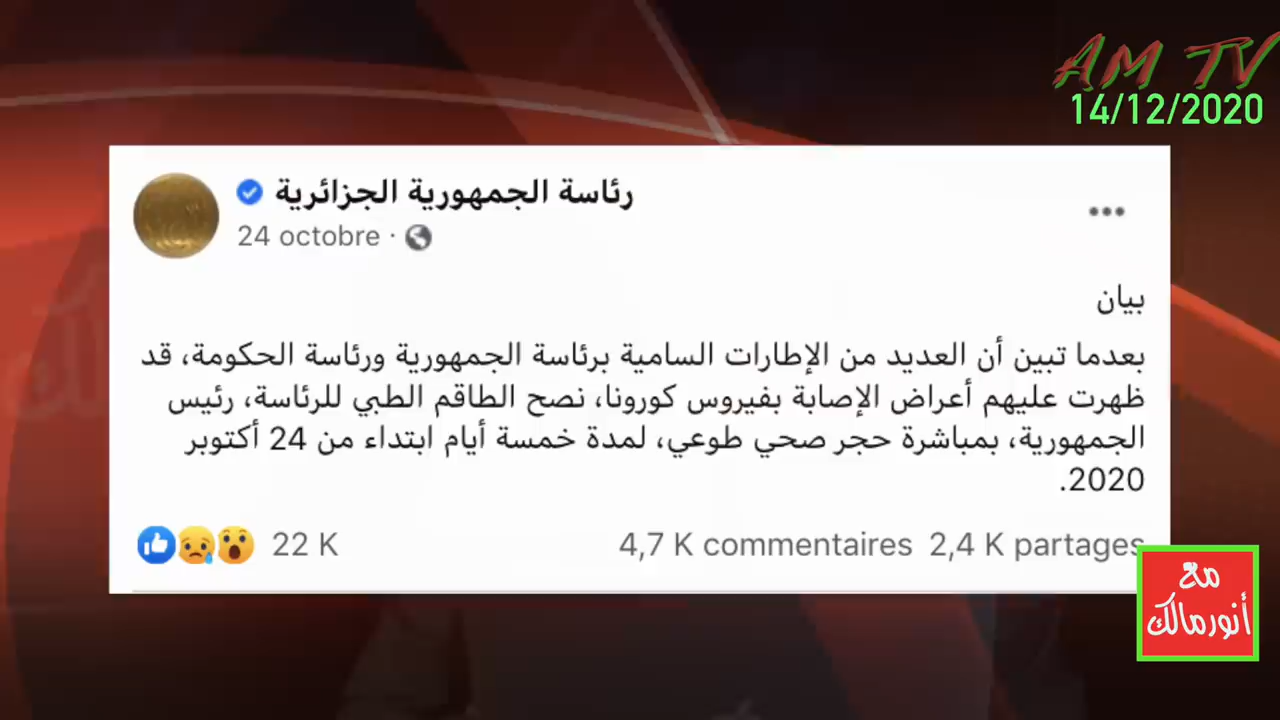 AM TV
14/12/2020
رئاسة الجمهورية الجزائرية
24 octobre ·
بيان
بعدما تبين أن العديد من الإطارات السامية برئاسة الجمهورية ورئاسة الحكومة، قد
ظهرت عليهم أعراض الإصابة بفيروس كورونا، نصح الطاقم الطبي للرئاسة، رئيس
الجمهورية، بمباشرة حجر صحي طوعي، لمدة خمسة أيام ابتداء من 24 أكتوبر
2020.
22 K
4,7 K commentaires 2,4 K partages
مع
أنور مالك